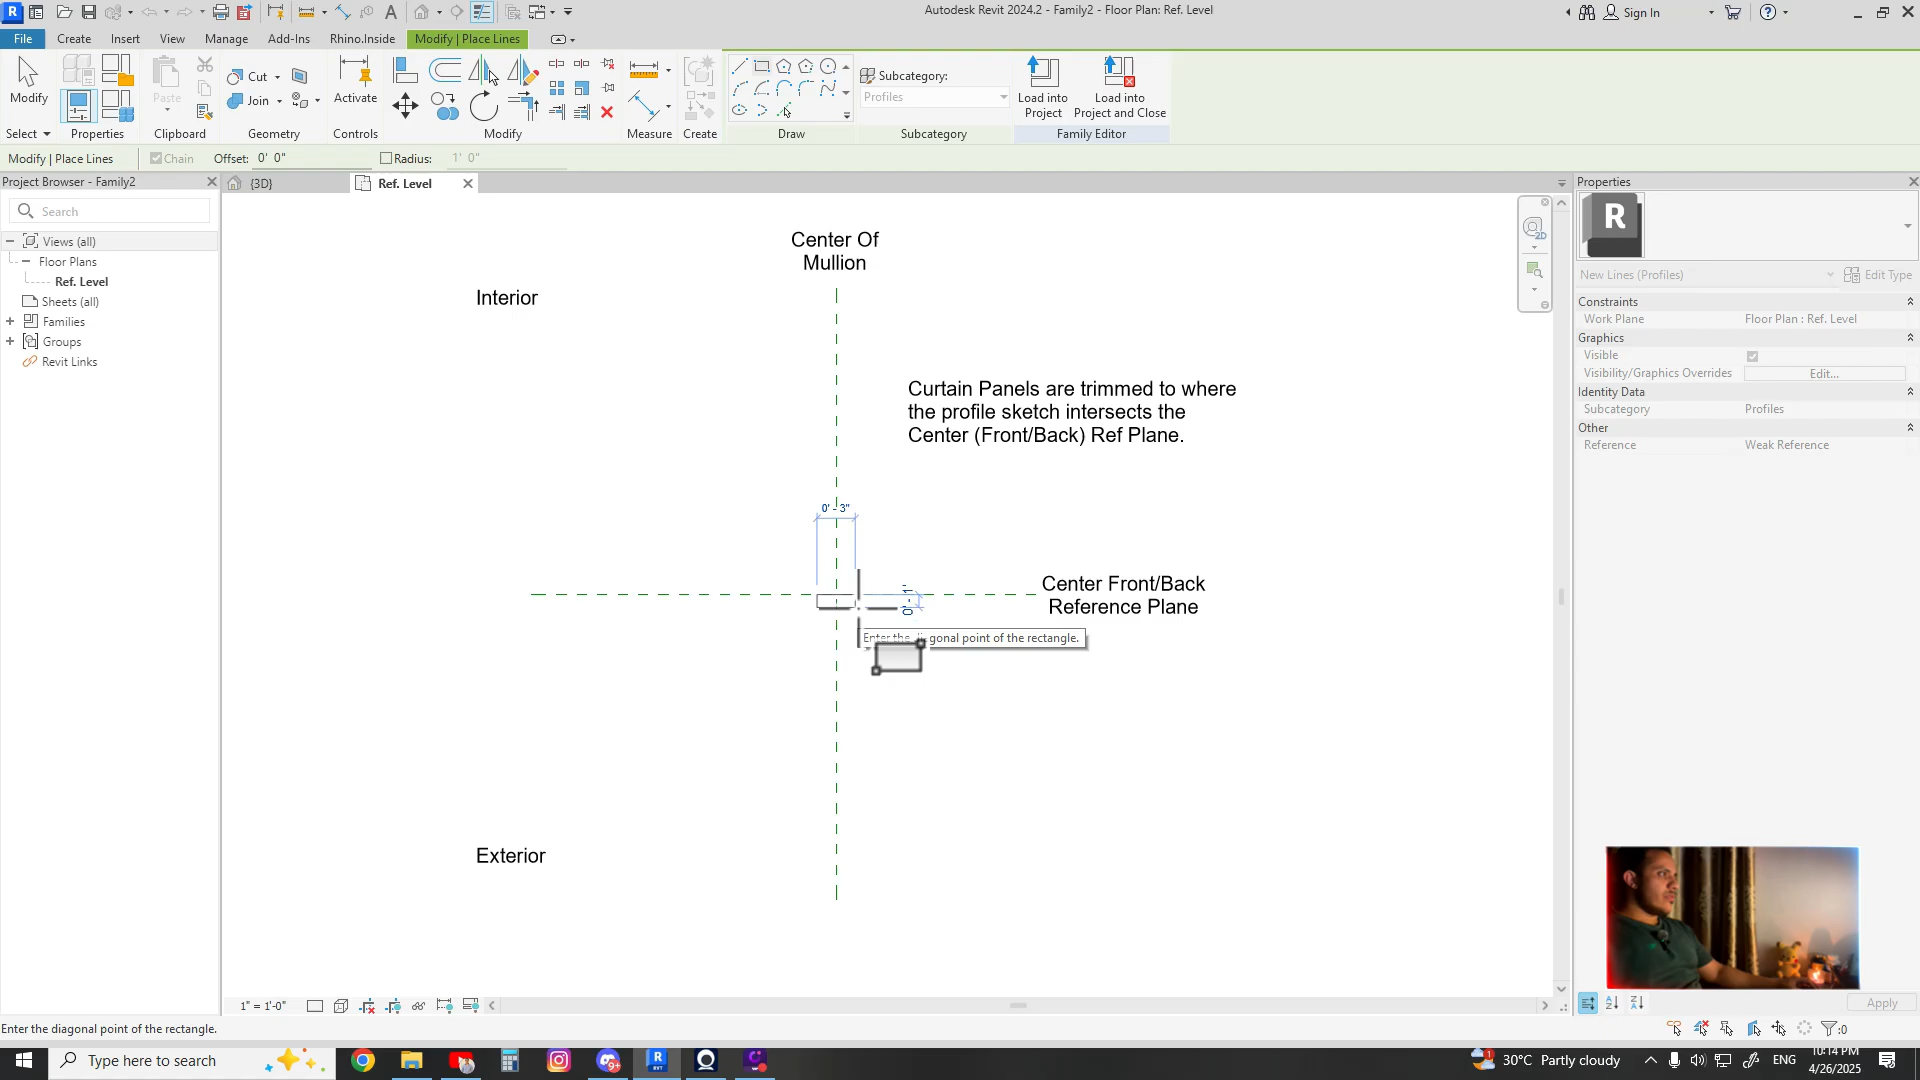 Autodesk Revit 2024.2 - Family2 - Floor Plan: Ref. Level
Sign In
File
Create
Insert
View
Manage
Add-Ins
Rhino.Inside
Modify | Place Lines
Modify
Select
Properties
Paste
Clipboard
Cut
Join
Geometry
Activate
Controls
Modify
Measure
Create
Draw
Subcategory:
Profiles
Subcategory
Load into
Project
Load into
Project and Close
Family Editor
Modify | Place Lines
Chain
Offset: 0' 0"
Radius: 1' 0"
Project Browser - Family2
Search
Views (all)
Floor Plans
Ref. Level
Sheets (all)
Families
Groups
Revit Links
{3D}
Ref. Level
Center Of
Mullion
Interior
Curtain Panels are trimmed to where
the profile sketch intersects the
Center (Front/Back) Ref Plane.
0' - 3"
Center Front/Back
Reference Plane
Exterior
1" = 1'-0"
Properties
R
New Lines (Profiles)
Edit Type
Constraints
Work Plane
Floor Plan : Ref. Level
Graphics
Visible
Visibility/Graphics Overrides
Edit...
Identity Data
Subcategory
Profiles
Other
Reference
Weak Reference
Apply
Enter the diagonal point of the rectangle.
:0
Type here to search
30°C Partly cloudy
ENG
10:14 PM
4/26/2025